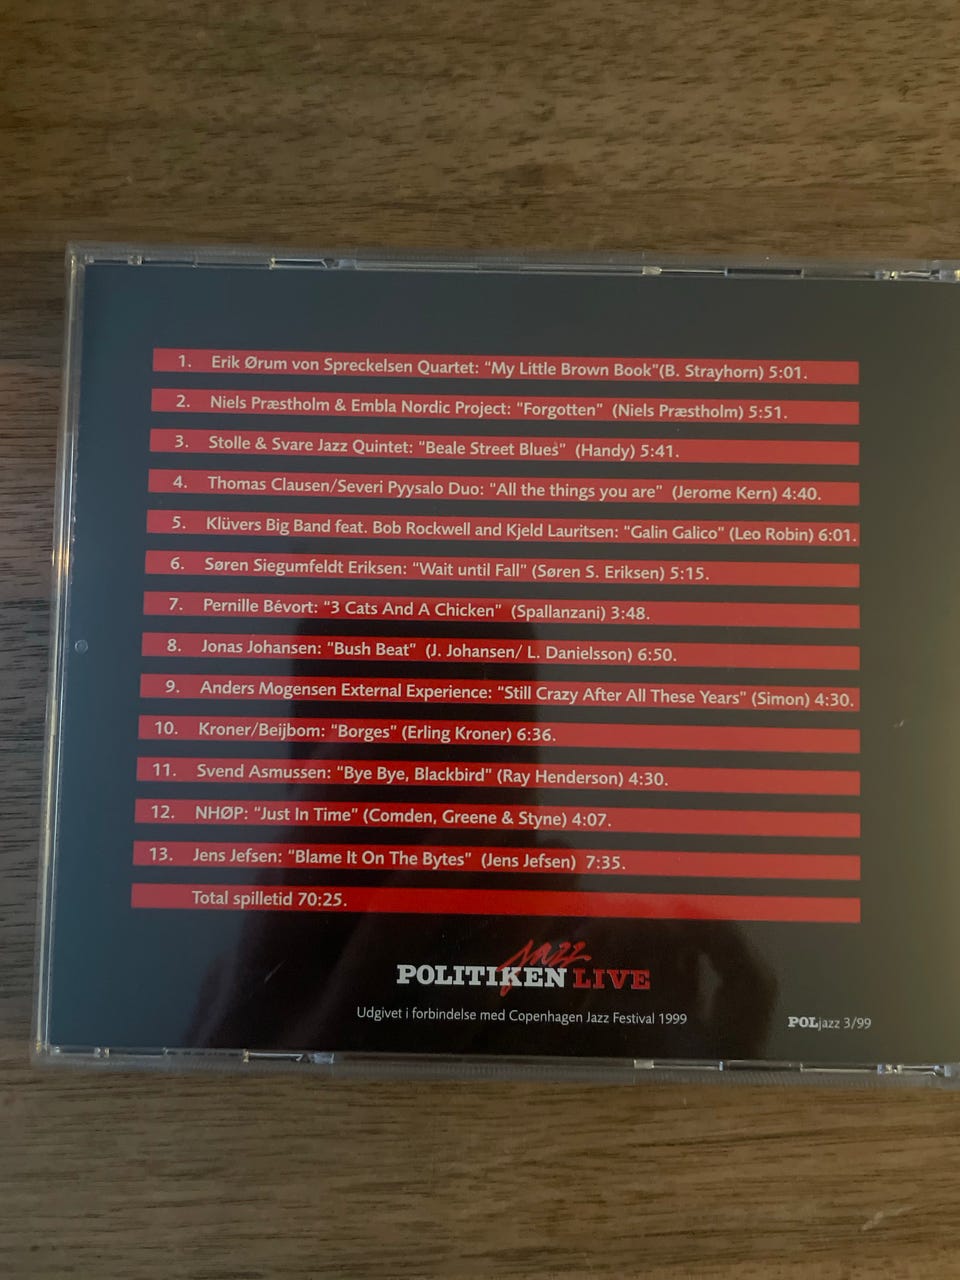 1. Erik Ørum von Spreckelsen Quartet: "My Little Brown Book"(B. Strayhorn) 5:01.
2. Niels Præstholm & Embla Nordic Project: "Forgotten" (Niels Præstholm) 5:51.
3. Stolle & Svare Jazz Quintet: "Beale Street Blues" (Handy) 5:41.
4. Thomas Clausen/Severi Pyysalo Duo: "All the things you are" (Jerome Kern) 4:40.
5. Klüvers Big Band feat. Bob Rockwell and Kjeld Lauritsen: "Galin Galico" (Leo Robin) 6:01.
6. Søren Siegumfeldt Eriksen: "Wait until Fall" (Søren S. Eriksen) 5:15.
7. Pernille Bévort: "3 Cats And A Chicken" (Spallanzani) 3:48.
8. Jonas Johansen: "Bush Beat" (J. Johansen/ L. Danielsson) 6:50.
9. Anders Mogensen External Experience: "Still Crazy After All These Years" (Simon) 4:30.
10. Kroner/Beijbom: "Borges" (Erling Kroner) 6:36.
11. Svend Asmussen: "Bye Bye, Blackbird" (Ray Henderson) 4:30.
12. NHØP: "Just In Time" (Comden, Greene & Styne) 4:07.
13. Jens Jefsen: "Blame It On The Bytes" (Jens Jefsen) 7:35.
Total spilletid 70:25.
jazz
POLITIKEN LIVE
Udgivet i forbindelse med Copenhagen Jazz Festival 1999
POLjazz 3/99